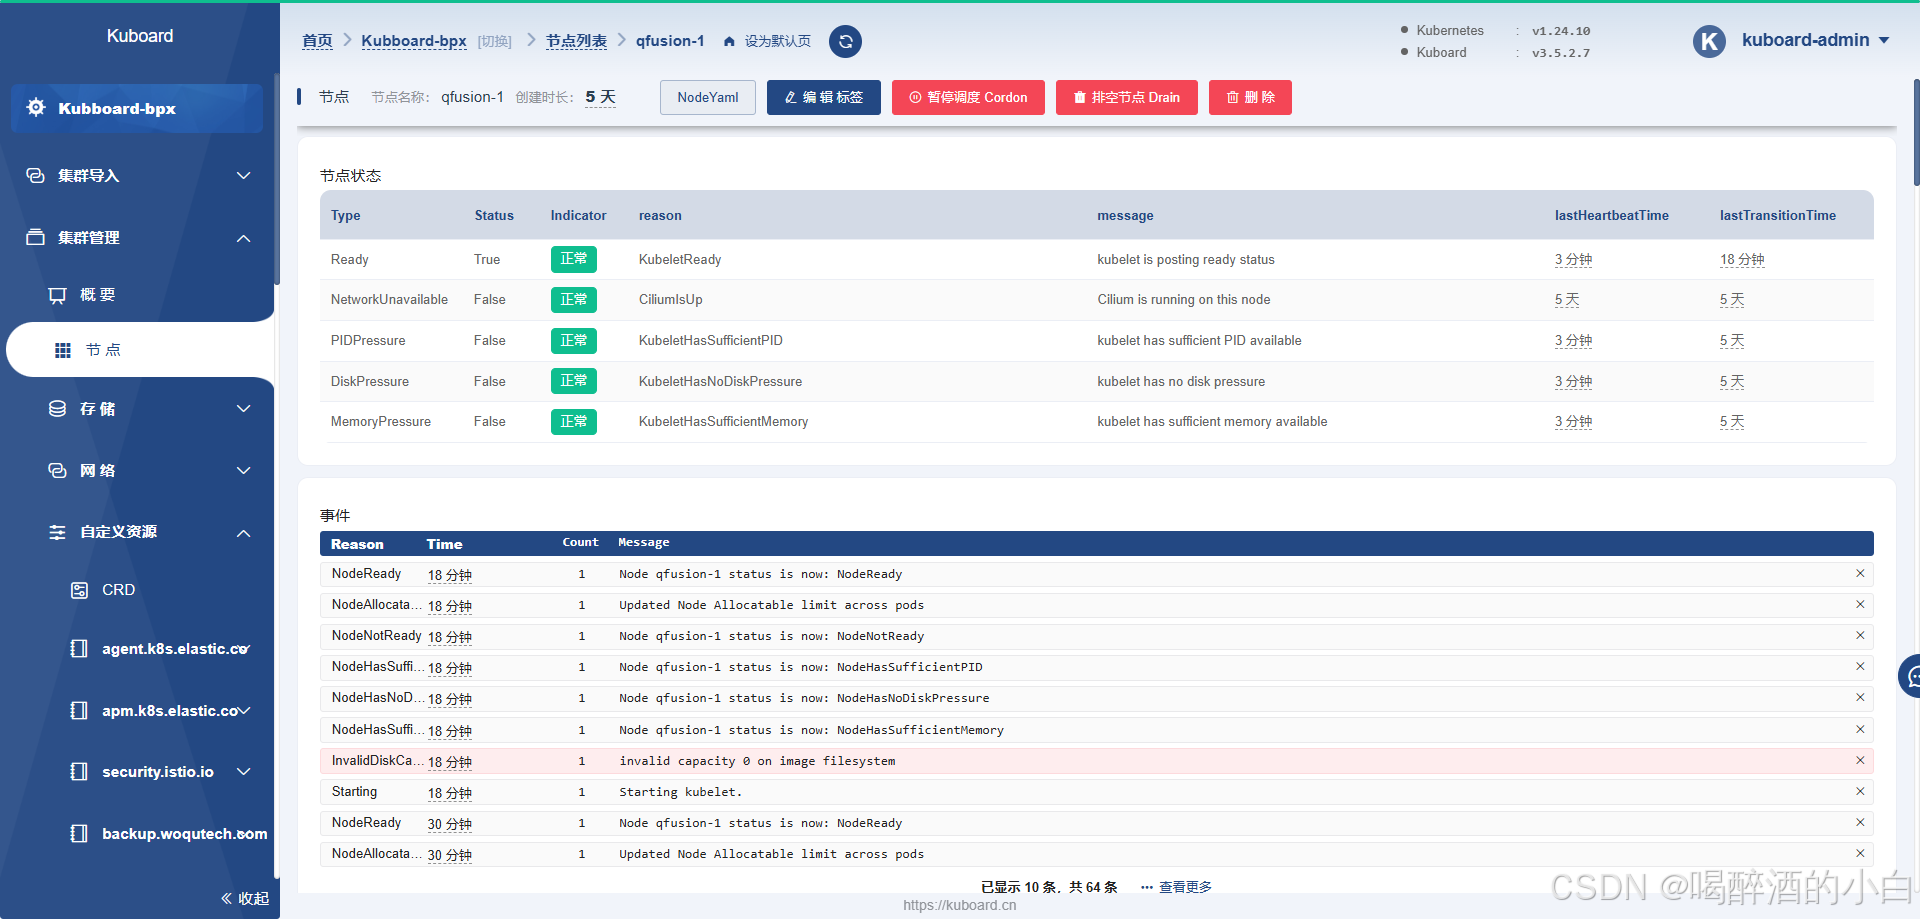 Kuboard
Kubboard-bpx
集群导入
集群管理
概 要
节 点
存 储
网 络
自定义资源
CRD
agent.k8s.elastic.co
apm.k8s.elastic.co
security.istio.io
backup.woqutech.com
收起
首页 Kubboard-bpx [切换] 节点列表 qfusion-1 设为默认页
Kubernetes : v1.24.10
Kuboard : v3.5.2.7
K kuboard-admin
节点 节点名称: qfusion-1 创建时长: 5 天 NodeYaml 编 辑 标签 暂停调度 Cordon 排空节点 Drain 删 除
节点状态
Type Status Indicator reason message lastHeartbeatTime lastTransitionTime
Ready True 正常 KubeletReady kubelet is posting ready status 3 分钟 18 分钟
NetworkUnavailable False 正常 CiliumIsUp Cilium is running on this node 5 天 5 天
PIDPressure False 正常 KubeletHasSufficientPID kubelet has sufficient PID available 3 分钟 5 天
DiskPressure False 正常 KubeletHasNoDiskPressure kubelet has no disk pressure 3 分钟 5 天
MemoryPressure False 正常 KubeletHasSufficientMemory kubelet has sufficient memory available 3 分钟 5 天
事件
Reason Time Count Message
NodeReady 18 分钟 1 Node qfusion-1 status is now: NodeReady
NodeAllocata... 18 分钟 1 Updated Node Allocatable limit across pods
NodeNotReady 18 分钟 1 Node qfusion-1 status is now: NodeNotReady
NodeHasSuffi... 18 分钟 1 Node qfusion-1 status is now: NodeHasSufficientPID
NodeHasNoD... 18 分钟 1 Node qfusion-1 status is now: NodeHasNoDiskPressure
NodeHasSuffi... 18 分钟 1 Node qfusion-1 status is now: NodeHasSufficientMemory
InvalidDiskCa... 18 分钟 1 invalid capacity 0 on image filesystem
Starting 18 分钟 1 Starting kubelet.
NodeReady 30 分钟 1 Node qfusion-1 status is now: NodeReady
NodeAllocata... 30 分钟 1 Updated Node Allocatable limit across pods
已显示 10 条，共 64 条 ··· 查看更多
https://kuboard.cn
CSDN @喝醉酒的小白